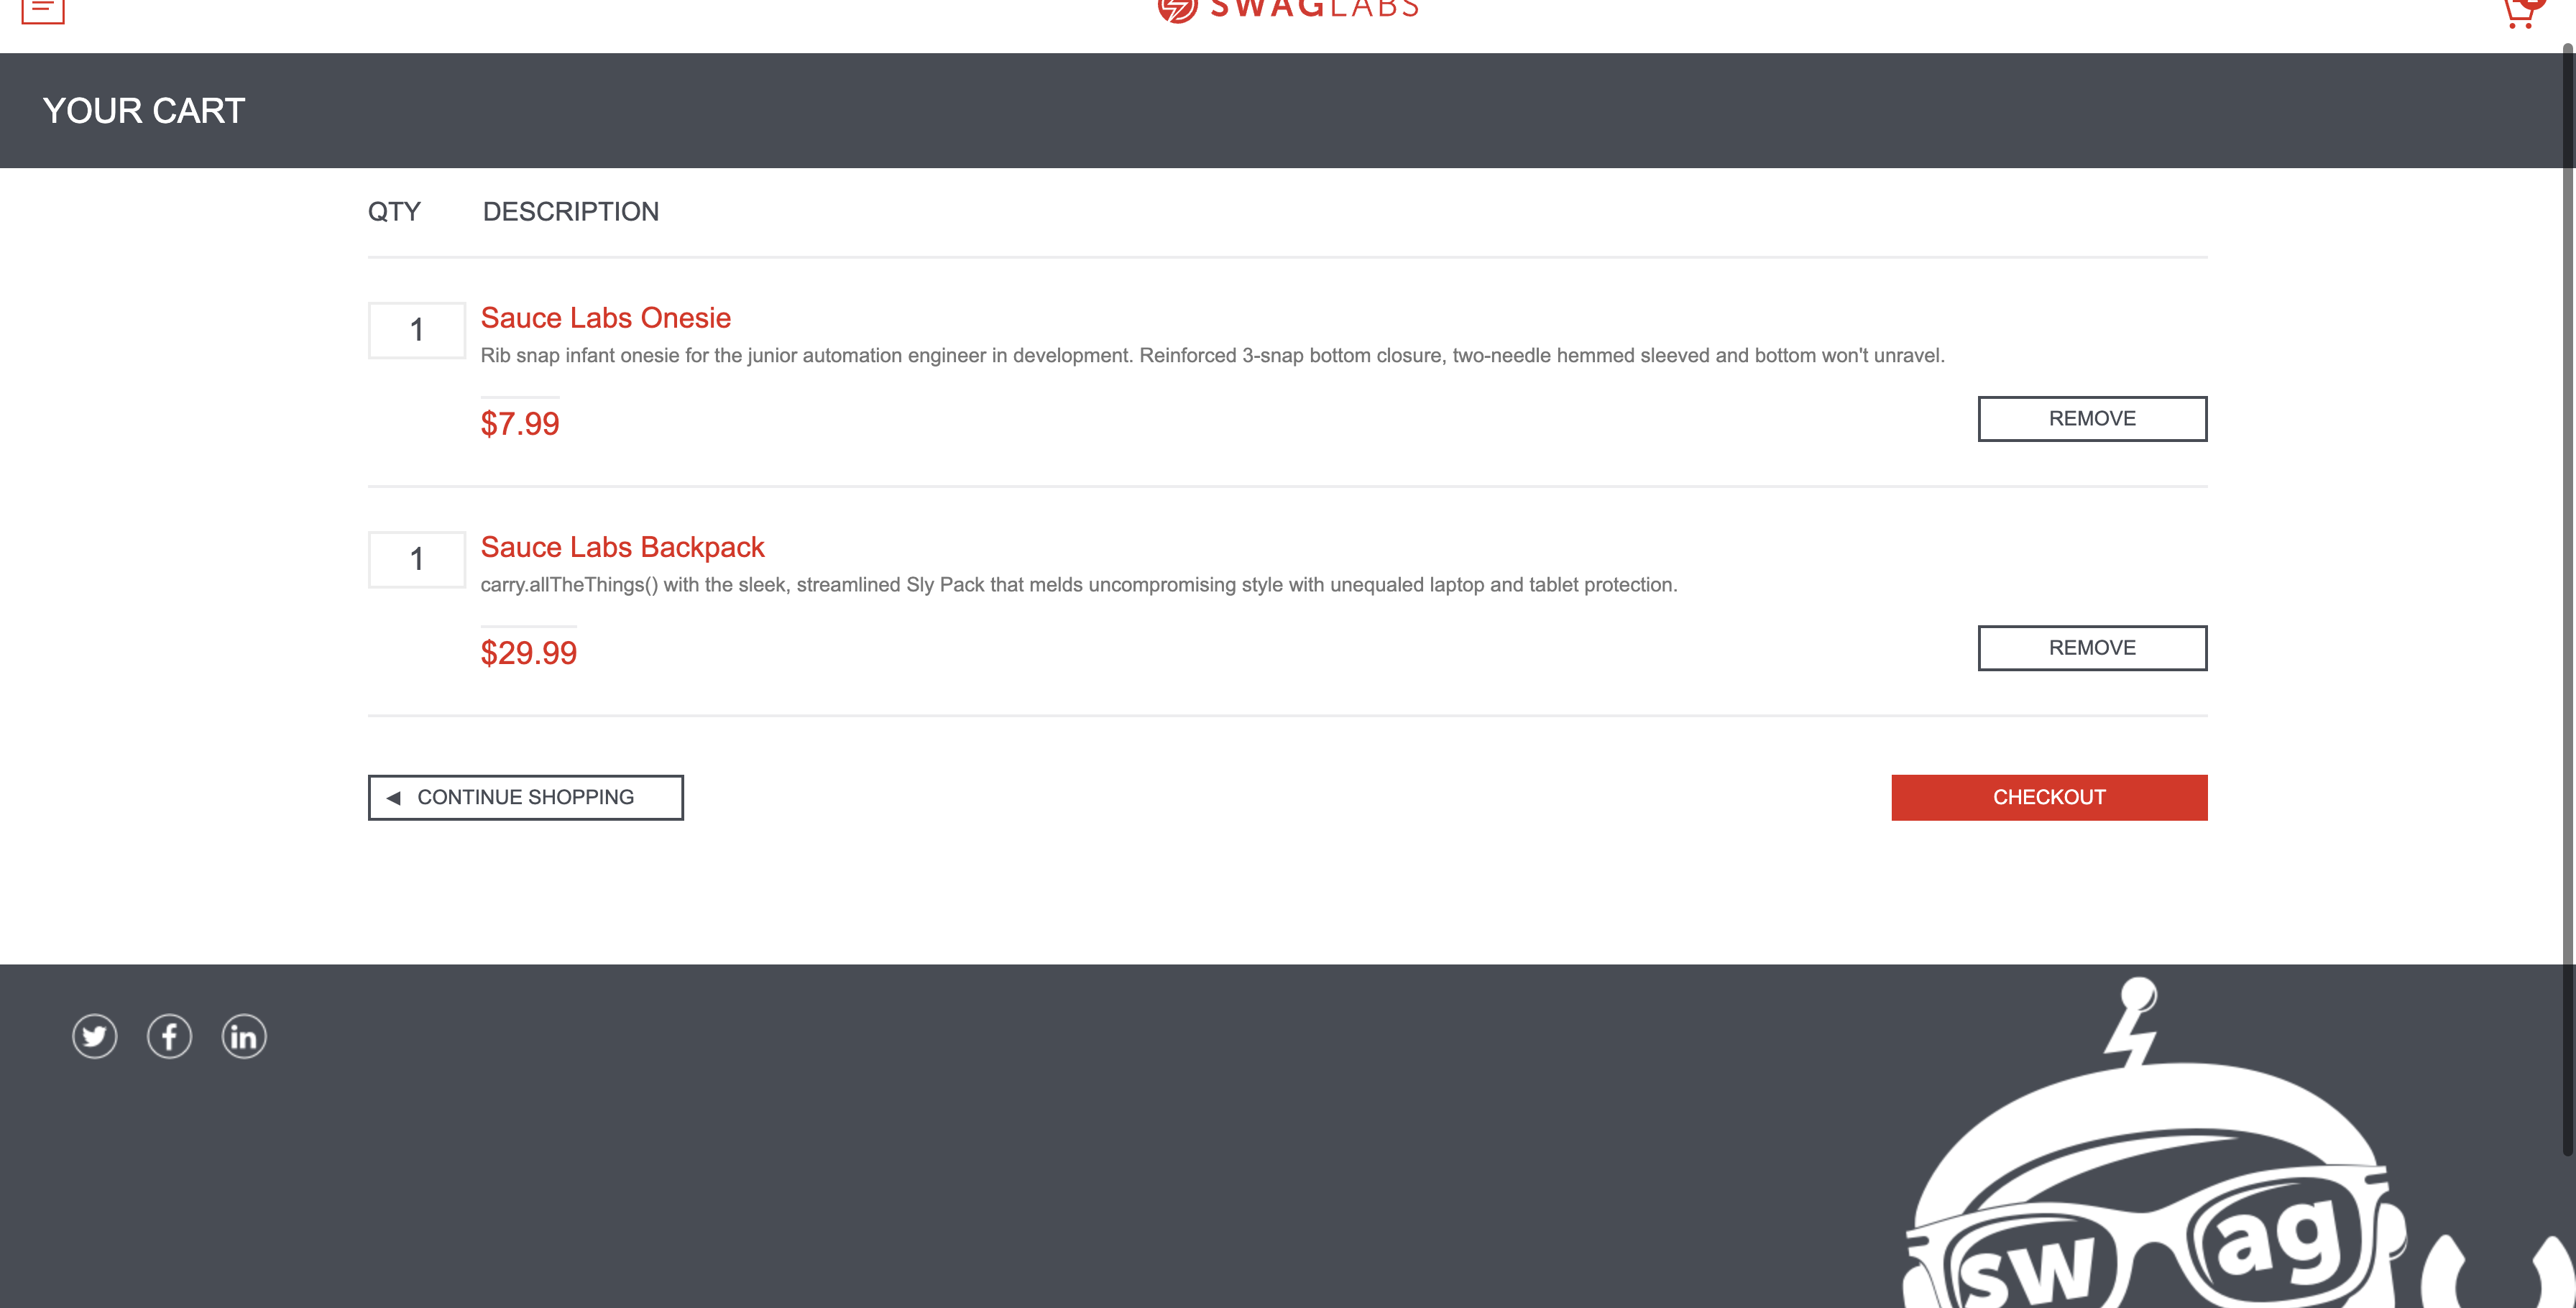 SWAGLABS
YOUR CART
QTY DESCRIPTION
1 Sauce Labs Onesie
Rib snap infant onesie for the junior automation engineer in development. Reinforced 3-snap bottom closure, two-needle hemmed sleeved and bottom won't unravel.
$7.99 REMOVE
1 Sauce Labs Backpack
carry.allTheThings() with the sleek, streamlined Sly Pack that melds uncompromising style with unequaled laptop and tablet protection.
$29.99 REMOVE
CONTINUE SHOPPING CHECKOUT
in
sw ag